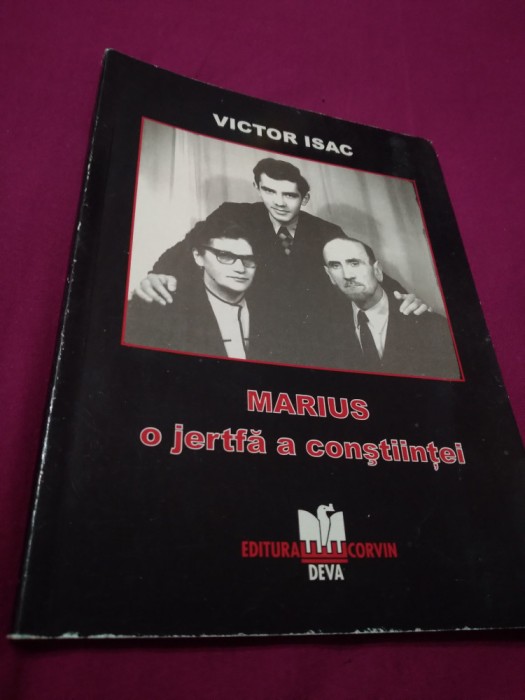 VICTOR ISAC
MARIUS
o jertfă a conştiinţei
EDITURA CORVIN
DEVA